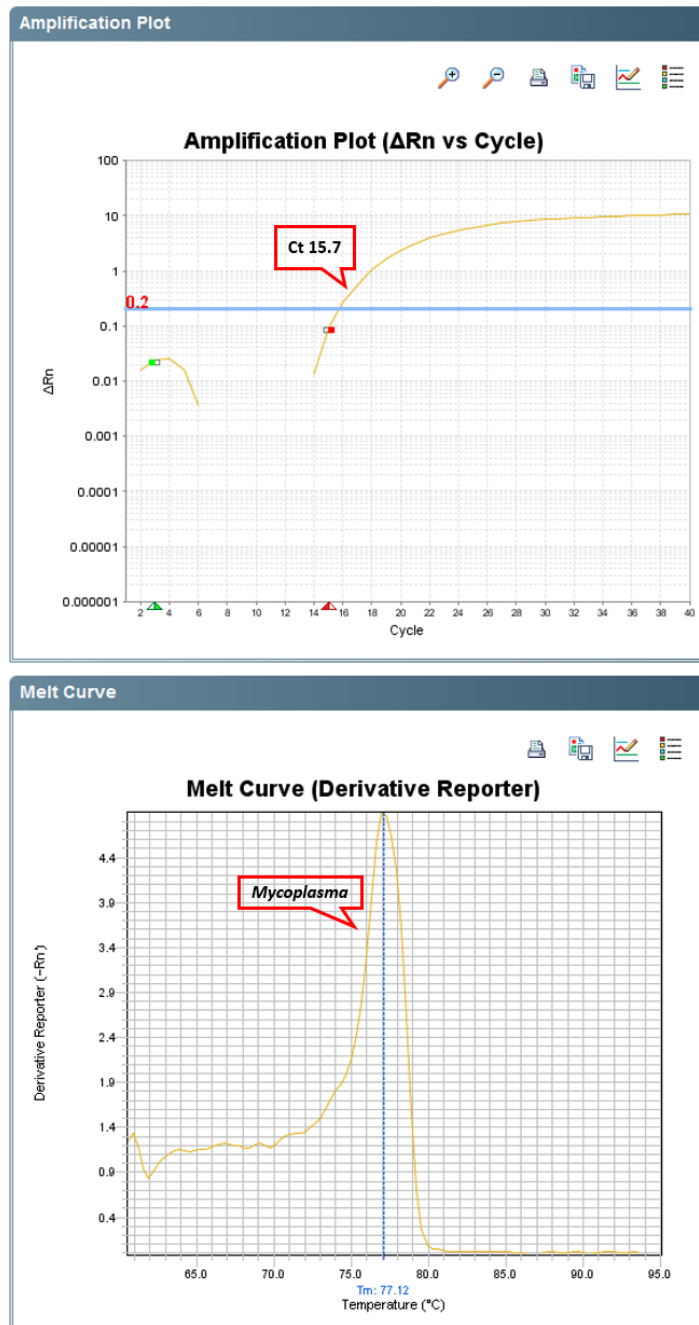 Amplification Plot
Amplification Plot (ΔRn vs Cycle)
100
10
Ct 15.7
1
0.2
0.1
ΔRn
0.01
0.001
0.0001
0.00001
0.000001
2 4 6 8 10 12 14 16 18 20 22 24 26 28 30 32 34 36 38 40
Cycle
Melt Curve
Melt Curve (Derivative Reporter)
4.4
Mycoplasma
3.9
3.4
Derivative Reporter (-Rn')
2.9
2.4
1.9
1.4
0.9
0.4
65.0 70.0 75.0 80.0 85.0 90.0 95.0
Tm: 77.12
Temperature (°C)